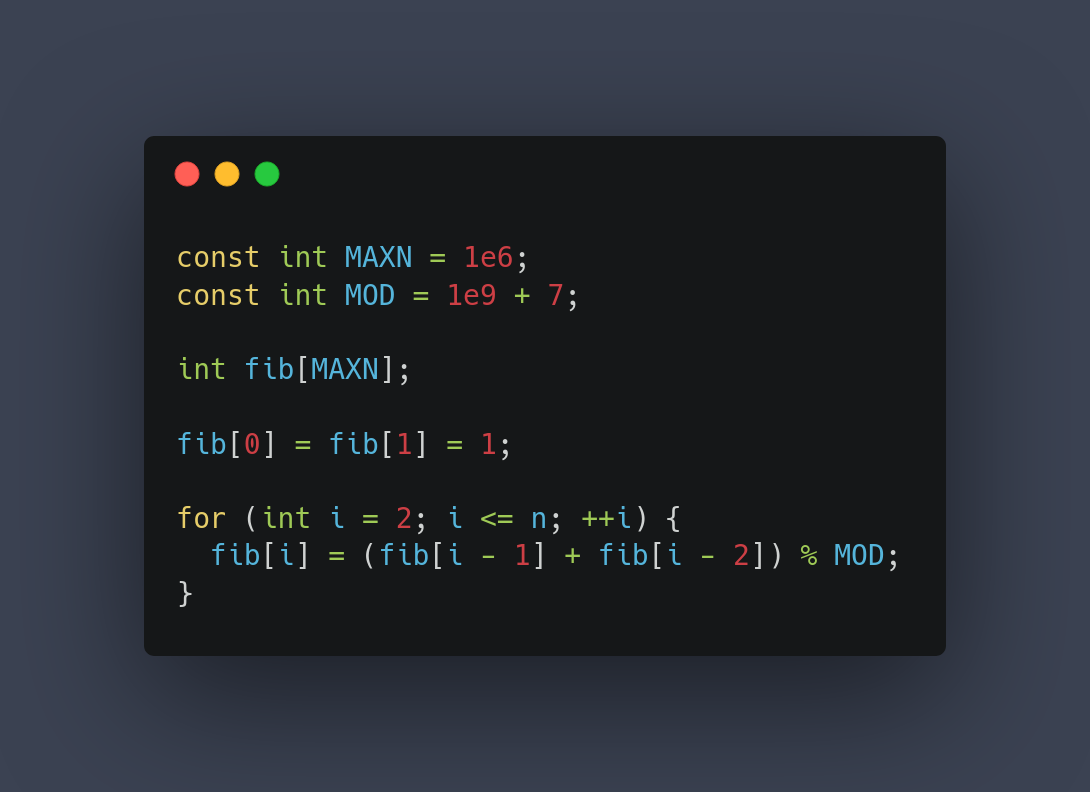 const int MAXN = 1e6;
const int MOD = 1e9 + 7;
int fib[MAXN];
fib[0] = fib[1] = 1;
for (int i = 2; i <= n; ++i) {
  fib[i] = (fib[i - 1] + fib[i - 2]) % MOD;
}